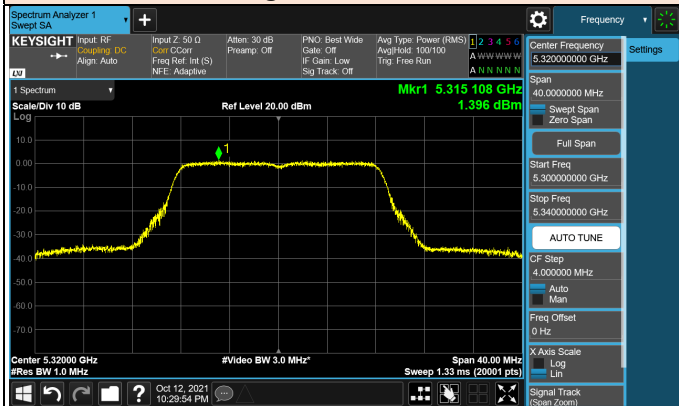 Spectrum Analyzer 1
Swept SA
+
Frequency
KEYSIGHT
Input: RF
Coupling: DC
Align: Auto
LXI
Input Z: 50 Ω
Corr CCorr
Freq Ref: Int (S)
NFE: Adaptive
Atten: 30 dB
Preamp: Off
PNO: Best Wide
Gate: Off
IF Gain: Low
Sig Track: Off
Avg Type: Power (RMS)
Avg|Hold: 100/100
Trig: Free Run
1 2 3 4 5 6
A W W W W W
A N N N N N
1 Spectrum
Scale/Div 10 dB
Log
Ref Level 20.00 dBm
Mkr1 5.315 108 GHz
1.396 dBm
1
10.0
0.00
-10.0
-20.0
-30.0
-40.0
-50.0
-60.0
-70.0
Center 5.32000 GHz
#Res BW 1.0 MHz
#Video BW 3.0 MHz*
Span 40.00 MHz
Sweep 1.33 ms (20001 pts)
Oct 12, 2021
10:29:54 PM
?
Center Frequency
5.320000000 GHz
Span
40.0000000 MHz
Swept Span
Zero Span
Full Span
Start Freq
5.300000000 GHz
Stop Freq
5.340000000 GHz
AUTO TUNE
CF Step
4.000000 MHz
Auto
Man
Freq Offset
0 Hz
X Axis Scale
Log
Lin
Signal Track
(Span Zoom)
Settings